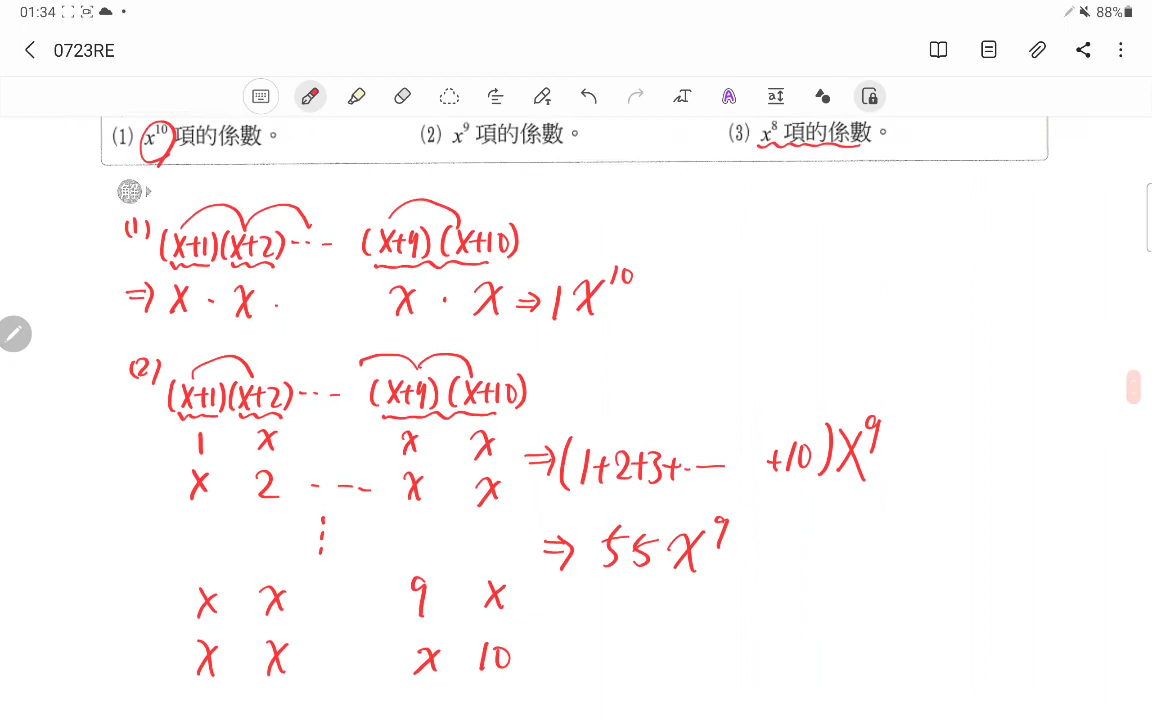 01:34 88%
0723RE
(1) x¹⁰ 項的係數。 (2) x⁹ 項的係數。 (3) x⁸ 項的係數。
解
(1) (x+1)(x+2)--- (x+9)(x+10)
⇒ x · x · x · x ⇒ 1x¹⁰
(2) (x+1)(x+2)--- (x+9)(x+10)
1 x x x ⇒ (1+2+3+--- +10)x⁹
x 2 ---- x x
⋮ ⇒ 55x⁹
x x 9 x
x x x 10